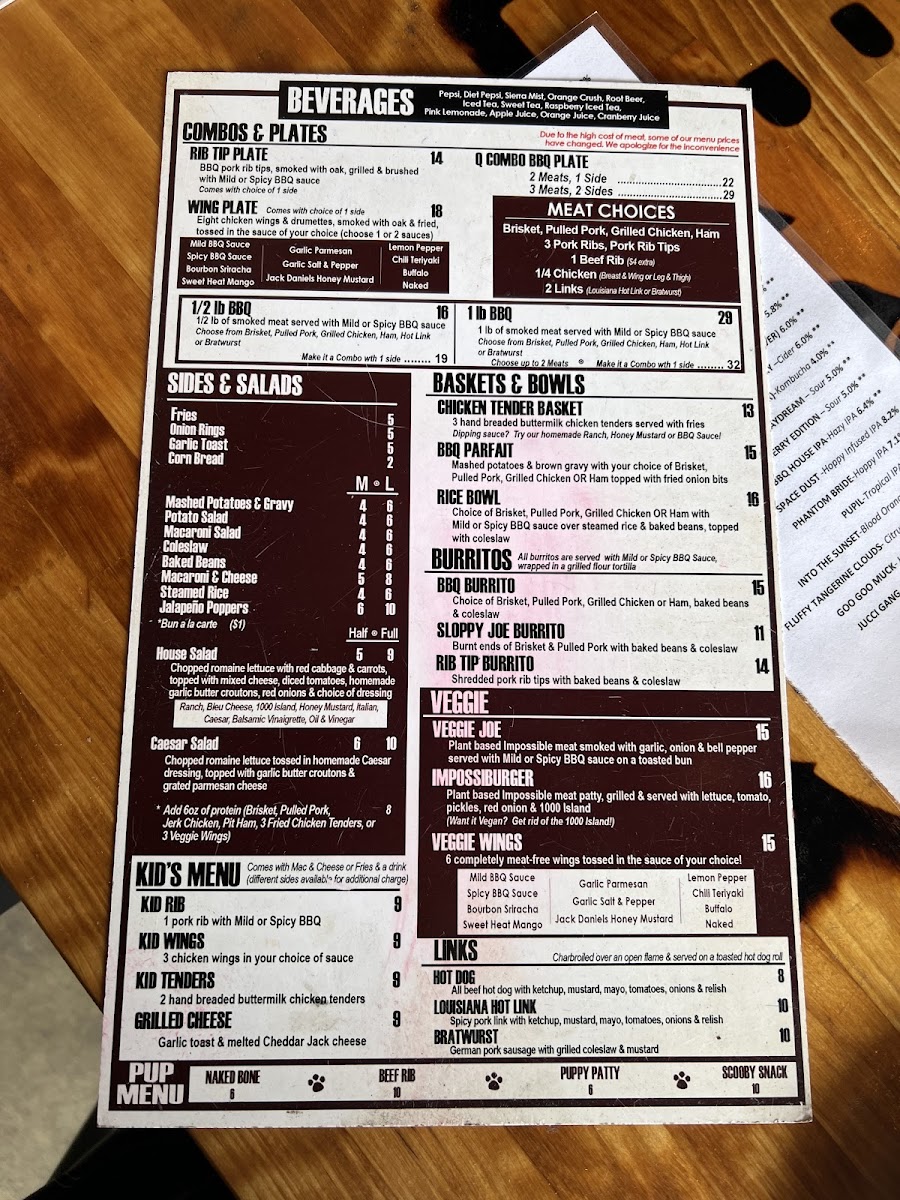 BEVERAGES
Pepsi, Diet Pepsi, Sierra Mist, Orange Crush, Root Beer,
Iced Tea, Sweet Tea, Raspberry Iced Tea,
Pink Lemonade, Apple Juice, Orange Juice, Cranberry Juice
COMBOS & PLATES
Due to the high cost of meat, some of our menu prices
have changed. We apologize for the inconvenience
RIB TIP PLATE 14
BBQ pork rib tips, smoked with oak, grilled & brushed
with Mild or Spicy BBQ sauce
Comes with choice of 1 side
WING PLATE Comes with choice of 1 side 18
Eight chicken wings & drumettes, smoked with oak & fried,
tossed in the sauce of your choice (choose 1 or 2 sauces)
Mild BBQ Sauce
Spicy BBQ Sauce
Bourbon Sriracha
Sweet Heat Mango
Garlic Parmesan
Garlic Salt & Pepper
Jack Daniels Honey Mustard
Lemon Pepper
Chili Teriyaki
Buffalo
Naked
Q COMBO BBQ PLATE
2 Meats, 1 Side ................................22
3 Meats, 2 Sides ................................29
MEAT CHOICES
Brisket, Pulled Pork, Grilled Chicken, Ham
3 Pork Ribs, Pork Rib Tips
1 Beef Rib ($4 extra)
1/4 Chicken (Breast & Wing or Leg & Thigh)
2 Links (Louisiana Hot Link or Bratwurst)
1/2 lb BBQ 16
1/2 lb of smoked meat served with Mild or Spicy BBQ sauce
Choose from Brisket, Pulled Pork, Grilled Chicken, Ham, Hot Link
or Bratwurst
Make it a Combo wth 1 side ........ 19
1 lb BBQ 29
1 lb of smoked meat served with Mild or Spicy BBQ sauce
Choose from Brisket, Pulled Pork, Grilled Chicken, Ham, Hot Link
or Bratwurst
Choose up to 2 Meats • Make it a Combo wth 1 side ........ 32
SIDES & SALADS
Fries 5
Onion Rings 5
Garlic Toast 5
Corn Bread 2
M • L
Mashed Potatoes & Gravy 4 6
Potato Salad 4 6
Macaroni Salad 4 6
Coleslaw 4 6
Baked Beans 4 6
Macaroni & Cheese 5 8
Steamed Rice 4 6
Jalapeño Poppers 6 10
*Bun a la carte ($1)
Half • Full
House Salad 5 9
Chopped romaine lettuce with red cabbage & carrots,
topped with mixed cheese, diced tomatoes, homemade
garlic butter croutons, red onions & choice of dressing
Ranch, Bleu Cheese, 1000 Island, Honey Mustard, Italian,
Caesar, Balsamic Vinaigrette, Oil & Vinegar
Caesar Salad 6 10
Chopped romaine lettuce tossed in homemade Caesar
dressing, topped with garlic butter croutons &
grated parmesan cheese
* Add 6oz of protein (Brisket, Pulled Pork, 8
Jerk Chicken, Pit Ham, 3 Fried Chicken Tenders, or
3 Veggie Wings)
KID'S MENU
Comes with Mac & Cheese or Fries & a drink
(different sides available for additional charge)
KID RIB 9
1 pork rib with Mild or Spicy BBQ
KID WINGS 9
3 chicken wings in your choice of sauce
KID TENDERS 9
2 hand breaded buttermilk chicken tenders
GRILLED CHEESE 9
Garlic toast & melted Cheddar Jack cheese
BASKETS & BOWLS
CHICKEN TENDER BASKET 13
3 hand breaded buttermilk chicken tenders served with fries
Dipping sauce? Try our homemade Ranch, Honey Mustard or BBQ Sauce!
BBQ PARFAIT 15
Mashed potatoes & brown gravy with your choice of Brisket,
Pulled Pork, Grilled Chicken OR Ham topped with fried onion bits
RICE BOWL 16
Choice of Brisket, Pulled Pork, Grilled Chicken OR Ham with
Mild or Spicy BBQ sauce over steamed rice & baked beans, topped
with coleslaw
BURRITOS
All burritos are served with Mild or Spicy BBQ Sauce,
wrapped in a grilled flour tortilla
BBQ BURRITO 15
Choice of Brisket, Pulled Pork, Grilled Chicken or Ham, baked beans
& coleslaw
SLOPPY JOE BURRITO 11
Burnt ends of Brisket & Pulled Pork with baked beans & coleslaw
RIB TIP BURRITO 14
Shredded pork rib tips with baked beans & coleslaw
VEGGIE
VEGGIE JOE 15
Plant based Impossible meat smoked with garlic, onion & bell pepper
served with Mild or Spicy BBQ sauce on a toasted bun
IMPOSSIBURGER 16
Plant based Impossible meat patty, grilled & served with lettuce, tomato,
pickles, red onion & 1000 Island
(Want it Vegan? Get rid of the 1000 Island!)
VEGGIE WINGS 15
6 completely meat-free wings tossed in the sauce of your choice!
Mild BBQ Sauce
Spicy BBQ Sauce
Bourbon Sriracha
Sweet Heat Mango
Garlic Parmesan
Garlic Salt & Pepper
Jack Daniels Honey Mustard
Lemon Pepper
Chili Teriyaki
Buffalo
Naked
LINKS
Charbroiled over an open flame & served on a toasted hot dog roll
HOT DOG 8
All beef hot dog with ketchup, mustard, mayo, tomatoes, onions & relish
LOUISIANA HOT LINK 10
Spicy pork link with ketchup, mustard, mayo, tomatoes, onions & relish
BRATWURST 10
German pork sausage with grilled coleslaw & mustard
PUP
MENU
NAKED BONE
6
BEEF RIB
10
PUPPY PATTY
6
SCOOBY SNACK
10
5.8% **
6.0% **
-Cider 6.0% **
-Kombucha 4.0% **
YDREAM – Sour 5.0% **
ERRY EDITION – Sour 5.0% **
BBQ HOUSE IPA-Hazy IPA 6.4% **
SPACE DUST -Hoppy Infused IPA 8.2%
PHANTOM BRIDE-Hoppy IPA 7.1
PUPIL-Tropical IPA
INTO THE SUNSET-Blood Oran
FLUFFY TANGERINE CLOUDS- Citru
GOO GOO MUCK-
JUCCI GANG